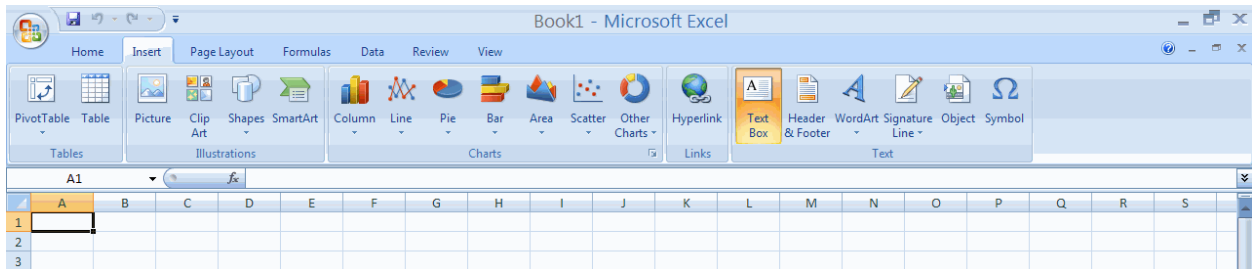 Book1 - Microsoft Excel
Home Insert Page Layout Formulas Data Review View
PivotTable Table Picture Clip Art Shapes SmartArt Column Line Pie Bar Area Scatter Other Charts Hyperlink Text Box Header & Footer WordArt Signature Line Object Symbol
Tables Illustrations Charts Links Text
A1 fx
A B C D E F G H I J K L M N O P Q R S
1
2
3